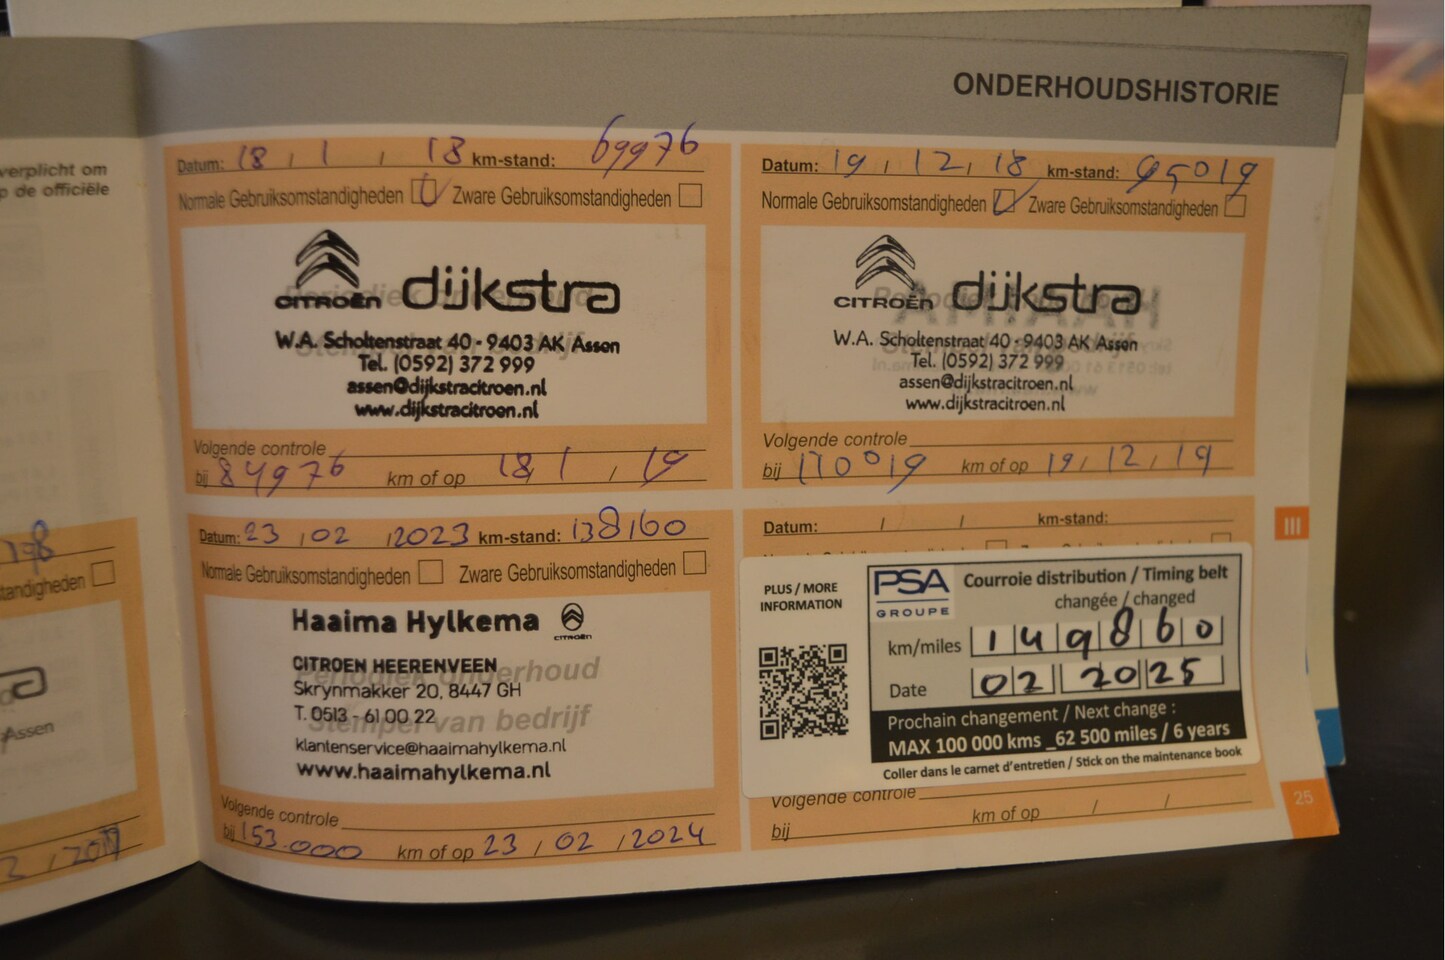 ONDERHOUDSHISTORIE
verplicht om
p de officiële
198
standigheden
Assen
2019
Datum: 18 / 1 / 18 km-stand: 69976
Normale Gebruiksomstandigheden Zware Gebruiksomstandigheden
CITROËN dijkstra
W.A. Scholtenstraat 40 - 9403 AK Assen
Tel. (0592) 372 999
assen@dijkstracitroen.nl
www.dijkstracitroen.nl
Volgende controle
bij 84976 km of op 18 / 1 / 19
Datum: 19 / 12 / 18 km-stand: 95019
Normale Gebruiksomstandigheden Zware Gebruiksomstandigheden
CITROËN dijkstra
W.A. Scholtenstraat 40 - 9403 AK Assen
Tel. (0592) 372 999
assen@dijkstracitroen.nl
www.dijkstracitroen.nl
Volgende controle
bij 110019 km of op 19 / 12 / 19
Datum: 23 / 02 / 2023 km-stand: 138160
Normale Gebruiksomstandigheden Zware Gebruiksomstandigheden
Haaima Hylkema CITROËN
CITROEN HEERENVEEN
Periodiek onderhoud
Skrynmakker 20, 8447 GH
T. 0513 - 61 00 22
Stempel van bedrijf
klantenservice@haaimahylkema.nl
www.haaimahylkema.nl
Volgende controle
bij 153.000 km of op 23 / 02 / 2024
Datum: / / km-stand:
PLUS / MORE
INFORMATION
PSA
GROUPE
Courroie distribution / Timing belt
changée / changed
km/miles 149860
Date 02 2025
Prochain changement / Next change :
MAX 100 000 kms _62 500 miles / 6 years
Coller dans le carnet d'entretien / Stick on the maintenance book
Volgende controle
bij km of op / /
III
25